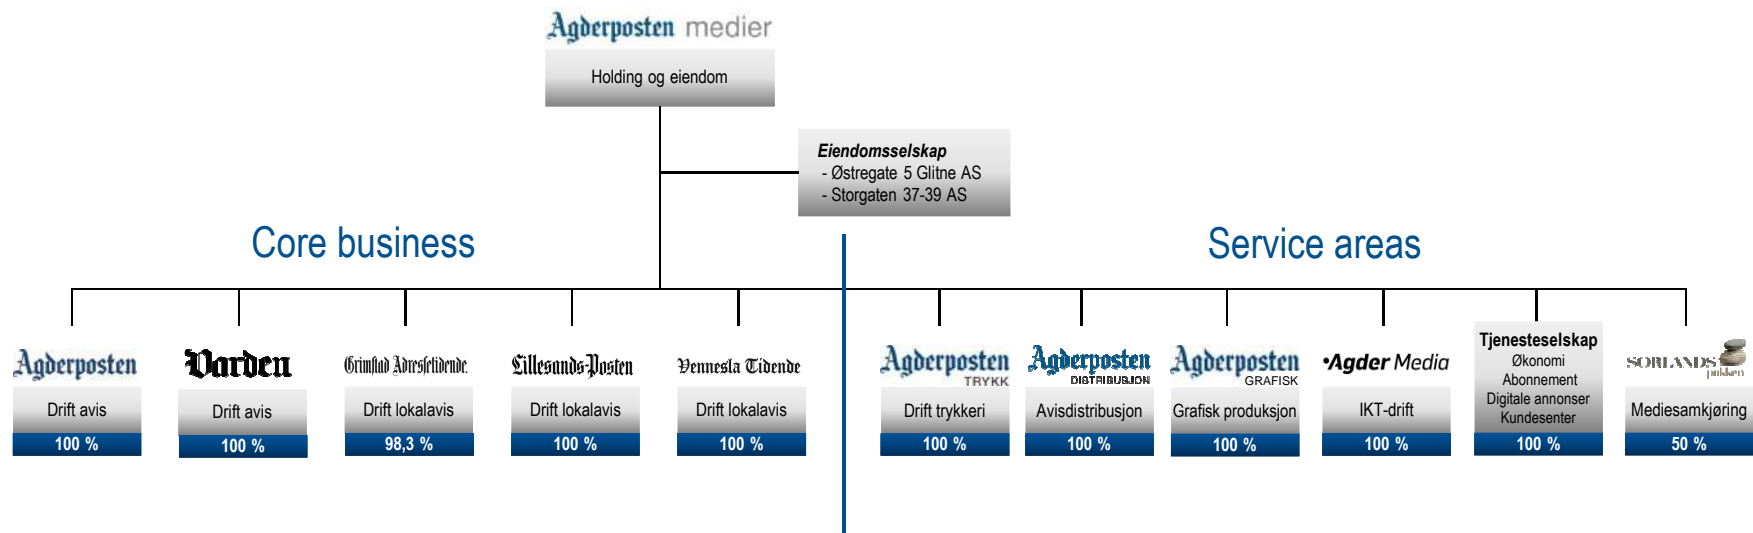 Agderposten medier
Holding og eiendom
Eiendomsselskap
- Østregate 5 Glitne AS
- Storgaten 37-39 AS
Core business
Service areas
Agderposten
Drift avis
100 %
Varden
Drift avis
100 %
Grimstad Adressetidende
Drift lokalavis
98,3 %
Lillesands-Posten
Drift lokalavis
100 %
Vennesla Tidende
Drift lokalavis
100 %
Agderposten
TRYKK
Drift trykkeri
100 %
Agderposten
DISTRIBUSJON
Avisdistribusjon
100 %
Agderposten
GRAFISK
Grafisk produksjon
100 %
Agder Media
IKT-drift
100 %
Tjenesteselskap
Økonomi
Abonnement
Digitale annonser
Kundesenter
100 %
SØRLANDS
pakken
Mediesamkjøring
50 %